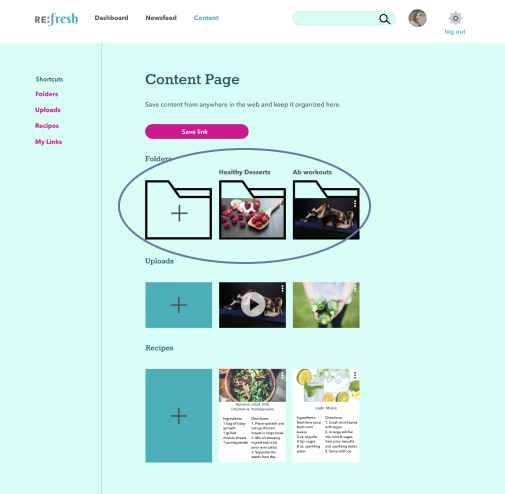 RE:fresh
Dashboard
Newsfeed
Content
log out
Shortcuts
Folders
Uploads
Recipes
My Links
Content Page
Save content from anywhere in the web and keep it organized here.
Save link
Folders
Healthy Desserts
Ab workouts
Uploads
Recipes
Spinach salad with
Chicken & Pomegranate
Ingredients:
1 bag of baby
spinach
1 grilled
chicken breast
1 pomegranate
Directions:
1. Place spinach and
cut-up chicken
breast in large bowl
2. Mix all dressing
ingredients and
pour over salad.
3. Separate the
seeds from the...
Light Mojito
Ingredients:
fresh lime juice
fresh mint
leaves
2 oz. tequila
2 tsp. sugar
8 oz. sparkling
water
Directions:
1. Crush mint leaves
with sugar.
2. In large pitcher
mix mint & sugar,
lime juice, tequila,
and sparkling water.
3. Serve with ice.